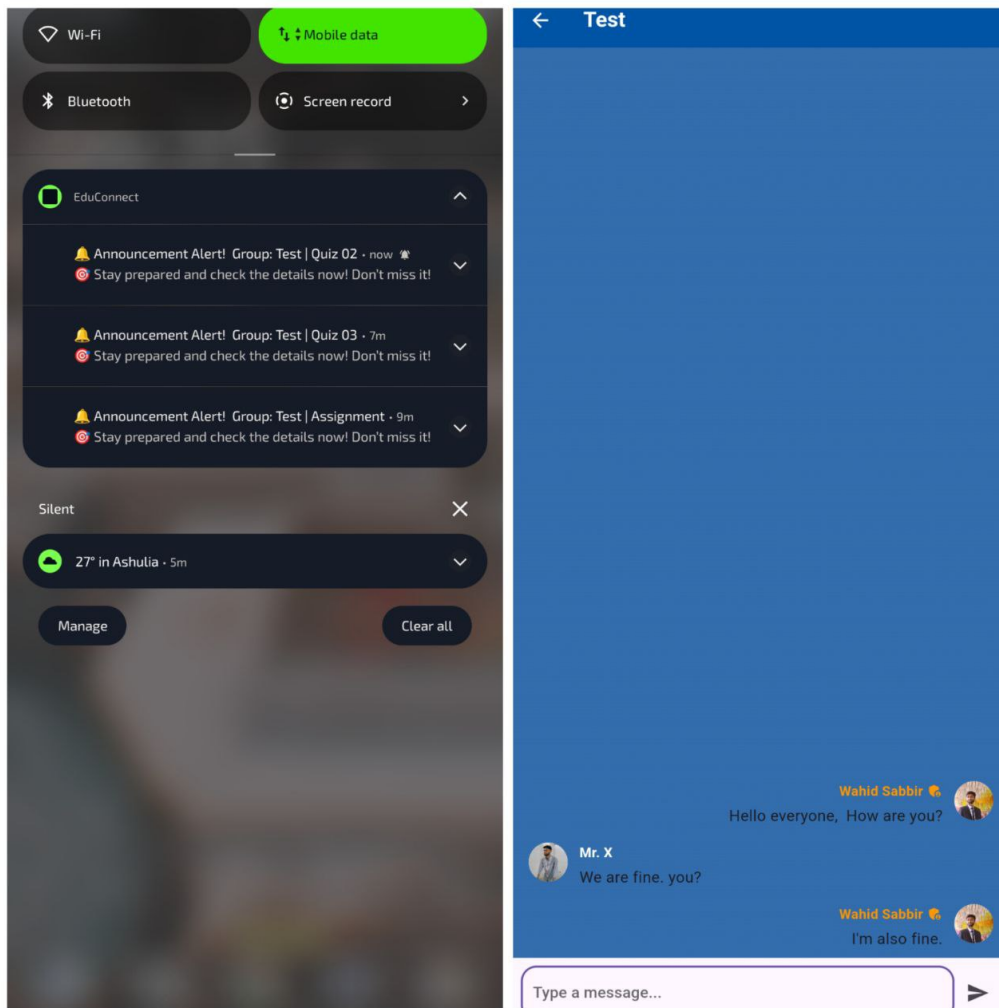 Wi-Fi
Mobile data
Bluetooth
Screen record
EduConnect
🔔 Announcement Alert! Group: Test | Quiz 02 • now
🎯 Stay prepared and check the details now! Don't miss it!
🔔 Announcement Alert! Group: Test | Quiz 03 • 7m
🎯 Stay prepared and check the details now! Don't miss it!
🔔 Announcement Alert! Group: Test | Assignment • 9m
🎯 Stay prepared and check the details now! Don't miss it!
Silent
27° in Ashulia • 5m
Manage
Clear all
Test
Wahid Sabbir
Hello everyone, How are you?
Mr. X
We are fine. you?
Wahid Sabbir
I'm also fine.
Type a message...